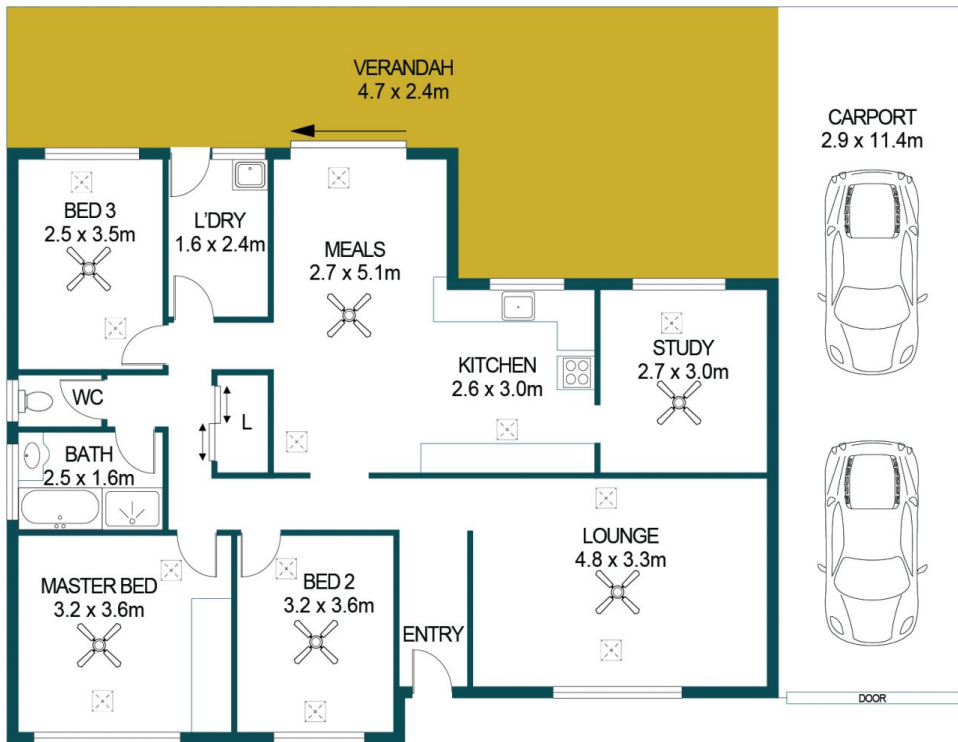 VERANDAH
4.7 x 2.4m
CARPORT
2.9 x 11.4m
BED 3
2.5 x 3.5m
L'DRY
1.6 x 2.4m
MEALS
2.7 x 5.1m
KITCHEN
2.6 x 3.0m
STUDY
2.7 x 3.0m
WC
L
BATH
2.5 x 1.6m
MASTER BED
3.2 x 3.6m
BED 2
3.2 x 3.6m
ENTRY
LOUNGE
4.8 x 3.3m
DOOR